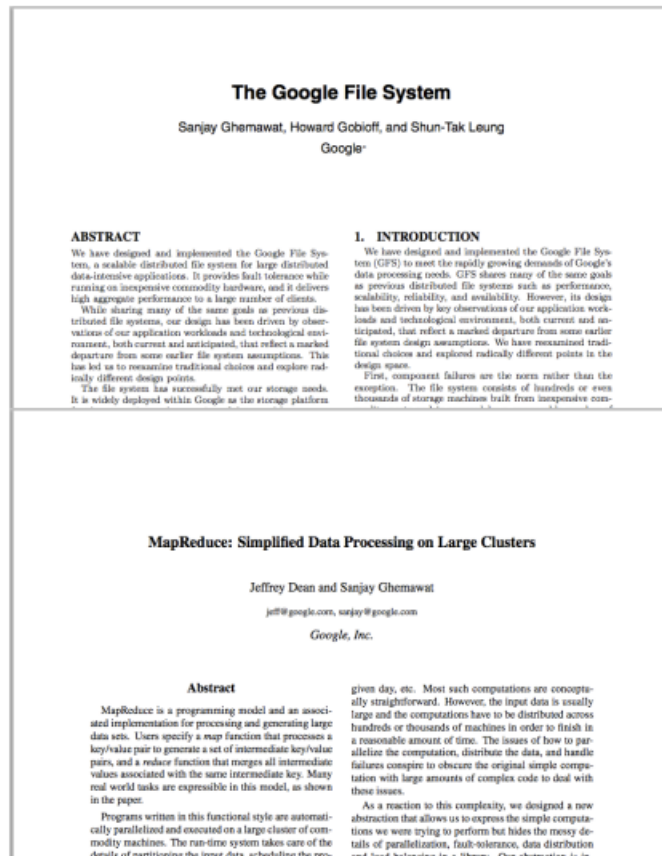 The Google File System
Sanjay Ghemawat, Howard Gobioff, and Shun-Tak Leung
Google*
ABSTRACT
We have designed and implemented the Google File Sys-
tem, a scalable distributed file system for large distributed
data-intensive applications. It provides fault tolerance while
running on inexpensive commodity hardware, and it delivers
high aggregate performance to a large number of clients.
While sharing many of the same goals as previous dis-
tributed file systems, our design has been driven by obser-
vations of our application workloads and technological envi-
ronment, both current and anticipated, that reflect a marked
departure from some earlier file system assumptions. This
has led us to reexamine traditional choices and explore rad-
ically different design points.
The file system has successfully met our storage needs.
It is widely deployed within Google as the storage platform
1. INTRODUCTION
We have designed and implemented the Google File Sys-
tem (GFS) to meet the rapidly growing demands of Google's
data processing needs. GFS shares many of the same goals
as previous distributed file systems such as performance,
scalability, reliability, and availability. However, its design
has been driven by key observations of our application work-
loads and technological environment, both current and an-
ticipated, that reflect a marked departure from some earlier
file system design assumptions. We have reexamined tradi-
tional choices and explored radically different points in the
design space.
First, component failures are the norm rather than the
exception. The file system consists of hundreds or even
thousands of storage machines built from inexpensive com-
MapReduce: Simplified Data Processing on Large Clusters
Jeffrey Dean and Sanjay Ghemawat
jeff@google.com, sanjay@google.com
Google, Inc.
Abstract
MapReduce is a programming model and an associ-
ated implementation for processing and generating large
data sets. Users specify a map function that processes a
key/value pair to generate a set of intermediate key/value
pairs, and a reduce function that merges all intermediate
values associated with the same intermediate key. Many
real world tasks are expressible in this model, as shown
in the paper.
Programs written in this functional style are automati-
cally parallelized and executed on a large cluster of com-
modity machines. The run-time system takes care of the
details of partitioning the input data, scheduling the pro-
given day, etc. Most such computations are conceptu-
ally straightforward. However, the input data is usually
large and the computations have to be distributed across
hundreds or thousands of machines in order to finish in
a reasonable amount of time. The issues of how to par-
allelize the computation, distribute the data, and handle
failures conspire to obscure the original simple compu-
tation with large amounts of complex code to deal with
these issues.
As a reaction to this complexity, we designed a new
abstraction that allows us to express the simple computa-
tions we were trying to perform but hides the messy de-
tails of parallelization, fault-tolerance, data distribution
and load balancing in a library. Our abstraction is in-